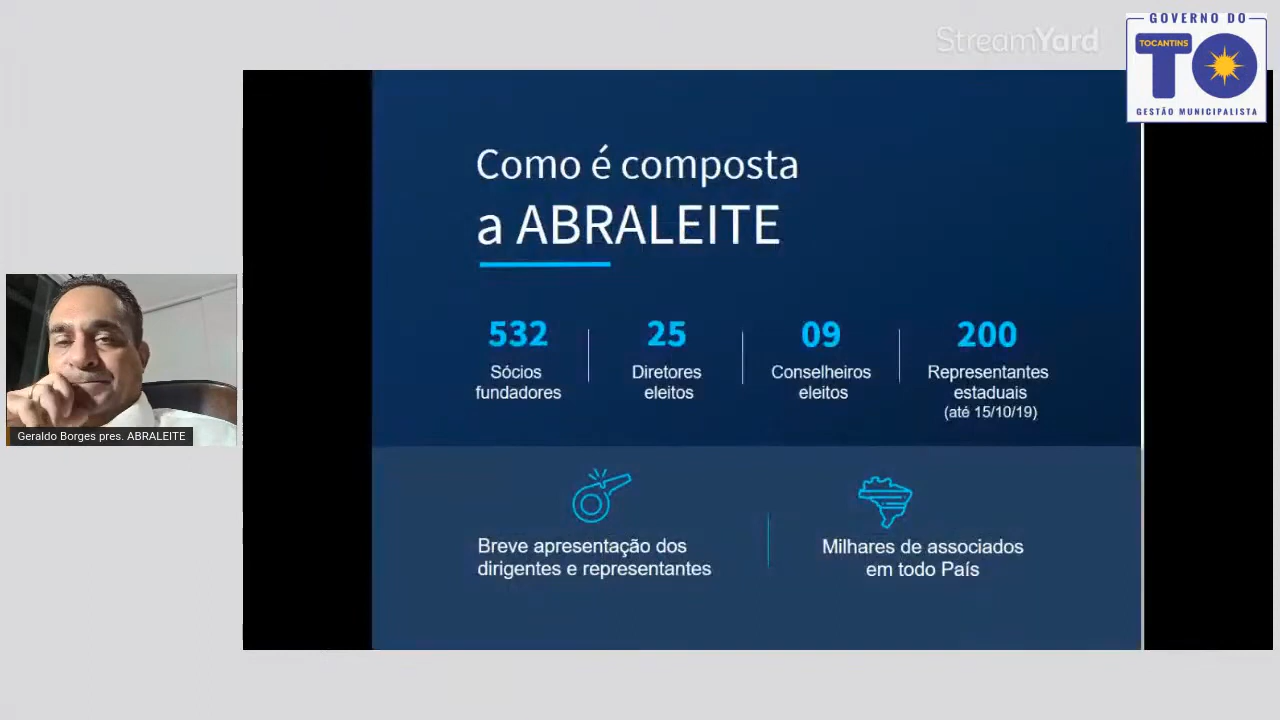 StreamYard
GOVERNO DO
TOCANTINS
TO
GESTÃO MUNICIPALISTA
Como é composta
a ABRALEITE
532
Sócios
fundadores
25
Diretores
eleitos
09
Conselheiros
eleitos
200
Representantes
estaduais
(até 15/10/19)
Geraldo Borges pres. ABRALEITE
Breve apresentação dos
dirigentes e representantes
Milhares de associados
em todo País